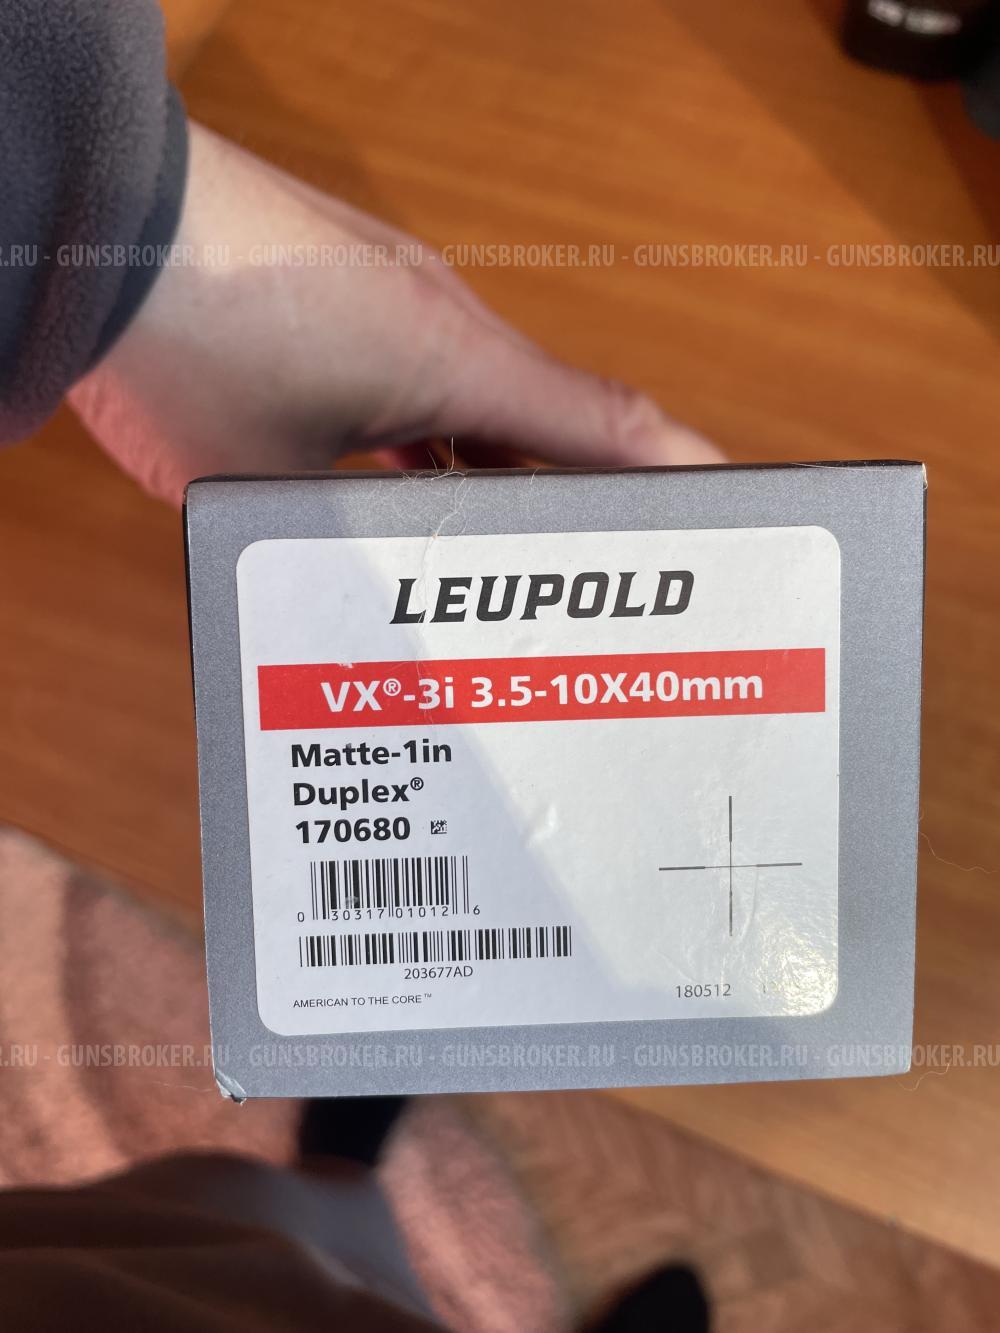 .RU - GUNSBROKER.RU - GUNSBROKER.RU - GUNSBROKER.RU - GUNSBROKER.RU
LEUPOLD
VX®-3i 3.5-10X40mm
Matte-1in
Duplex®
170680
0 30317 01012 6
203677AD
AMERICAN TO THE CORE™
180512
.RU - GUNSBROKER.RU - GUNSBROKER.RU - GUNSBROKER.RU - GUNSBROKER.RU